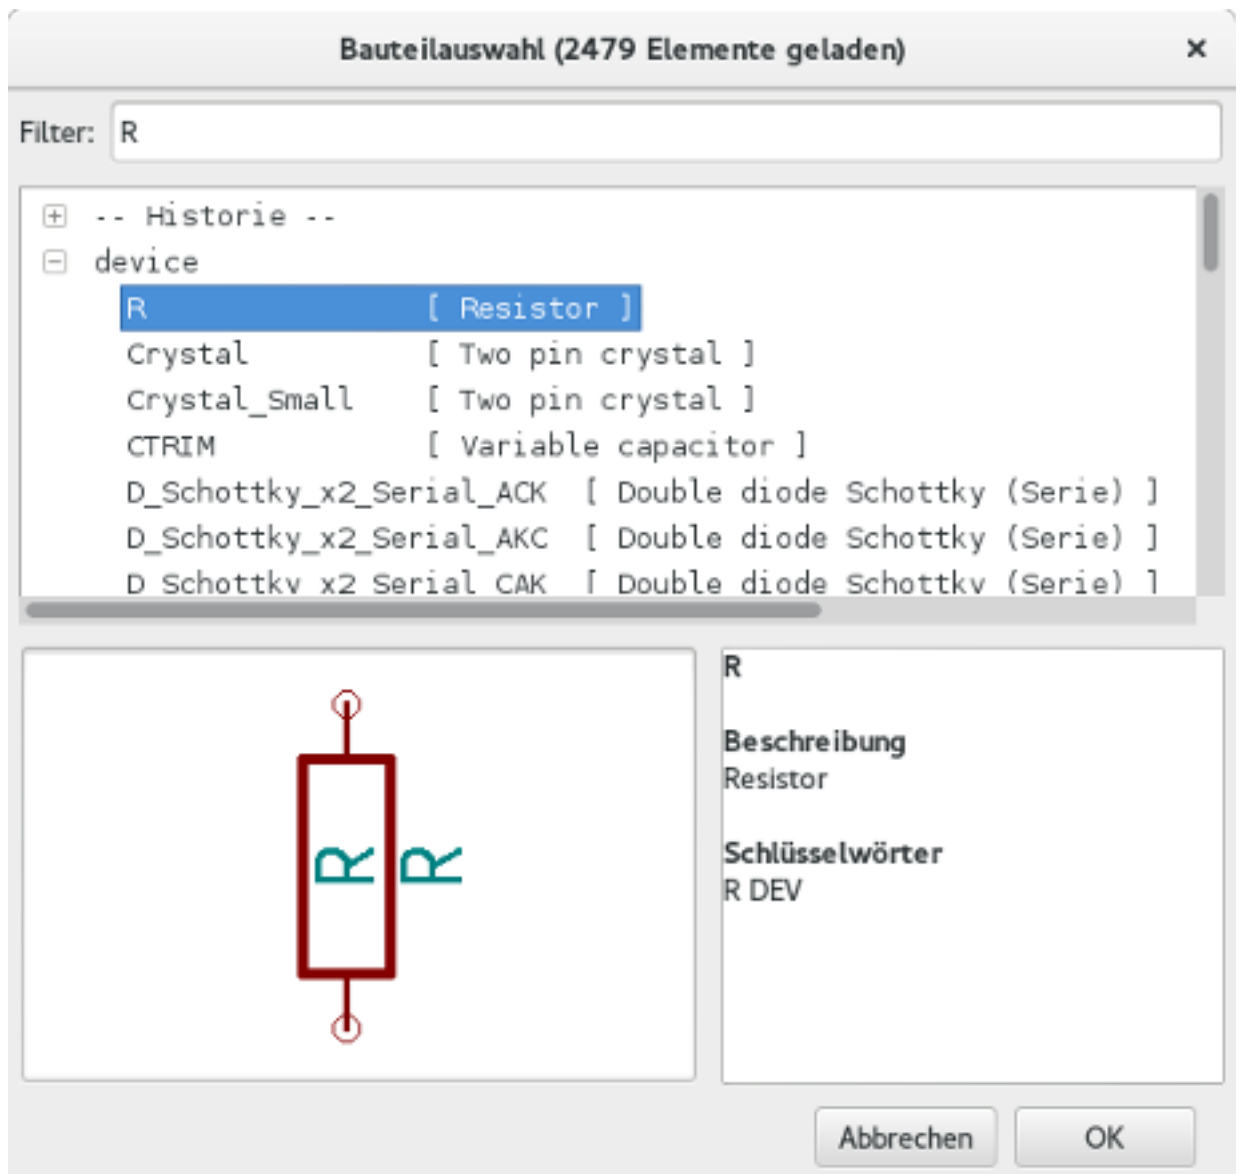 Bauteilauswahl (2479 Elemente geladen)
Filter: R
-- Historie --
device
R [ Resistor ]
Crystal [ Two pin crystal ]
Crystal_Small [ Two pin crystal ]
CTRIM [ Variable capacitor ]
D_Schottky_x2_Serial_ACK [ Double diode Schottky (Serie) ]
D_Schottky_x2_Serial_AKC [ Double diode Schottky (Serie) ]
D_Schottky_x2_Serial_CAK [ Double diode Schottky (Serie) ]
R R
R
Beschreibung
Resistor
Schlüsselwörter
R DEV
Abbrechen OK